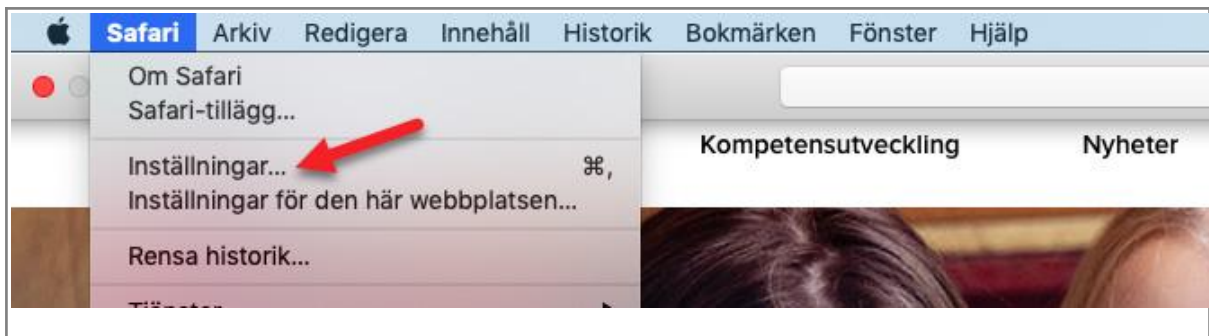 Safari Arkiv Redigera Innehåll Historik Bokmärken Fönster Hjälp
Om Safari
Safari-tillägg...
Kompetensutveckling Nyheter
Inställningar... ⌘,
Inställningar för den här webbplatsen...
Rensa historik...